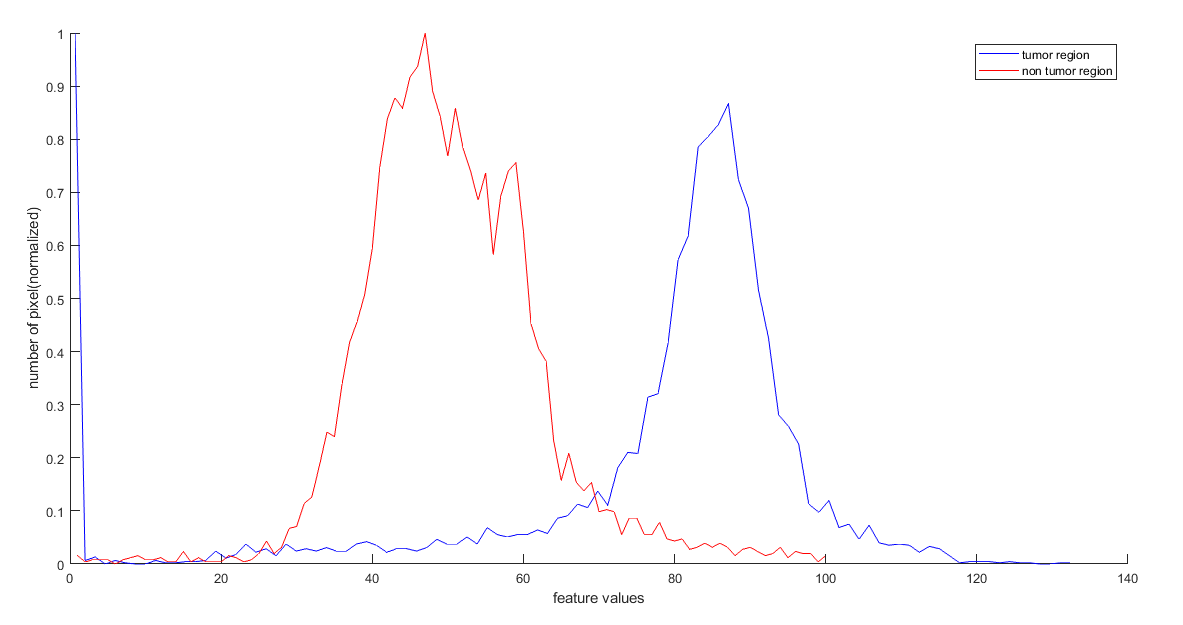 tumor region
non tumor region
number of pixel(normalized)
1
0.9
0.8
0.7
0.6
0.5
0.4
0.3
0.2
0.1
0
0 20 40 60 80 100 120 140
feature values